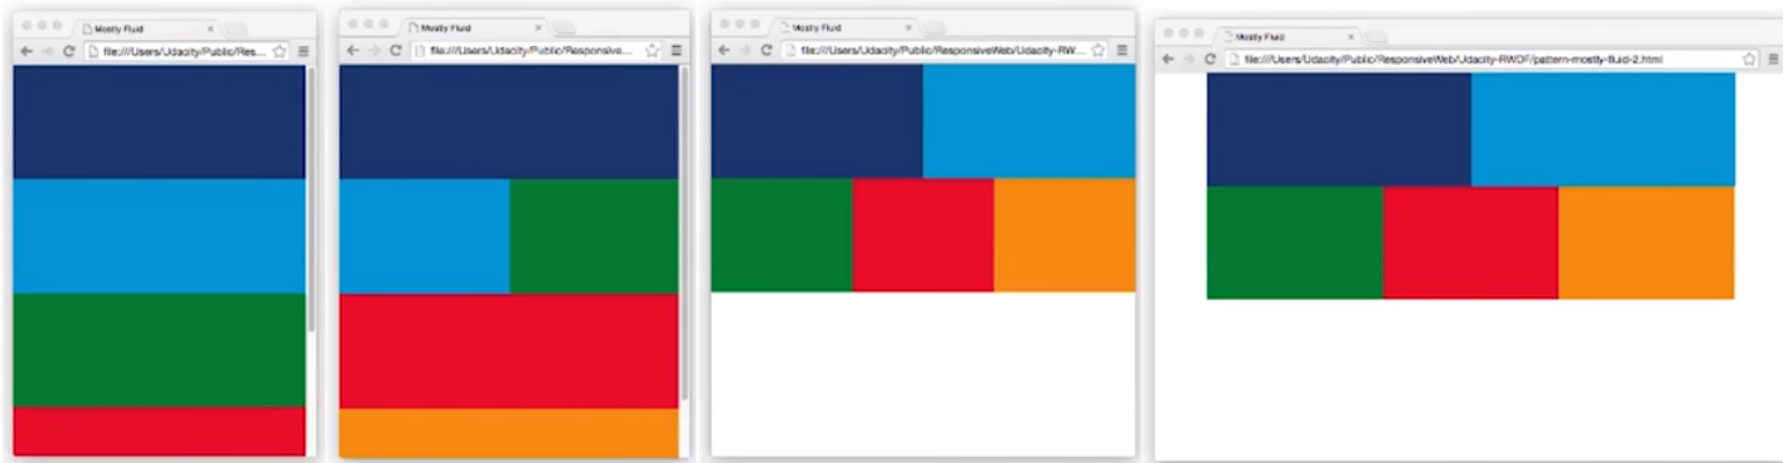 Mostly Fluid
file:///Users/Udacity/Public/Res...
Mostly Fluid
file:///Users/Udacity/Public/Responsive...
Mostly Fluid
file:///Users/Udacity/Public/ResponsiveWeb/Udacity-RW...
Mostly Fluid
file:///Users/Udacity/Public/ResponsiveWeb/Udacity-RWDF/pattern-mostly-fluid-2.html